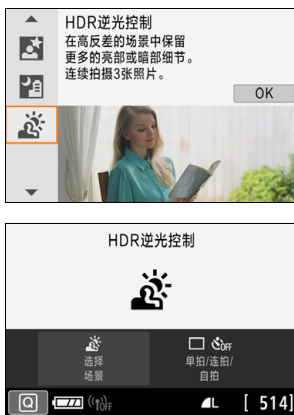 HDR逆光控制
在高反差的场景中保留
更多的亮部或暗部细节。
连续拍摄3张照片。
OK
HDR逆光控制
选择
场景
OFF
单拍/连拍/
自拍
Q
OFF
L
[ 514]